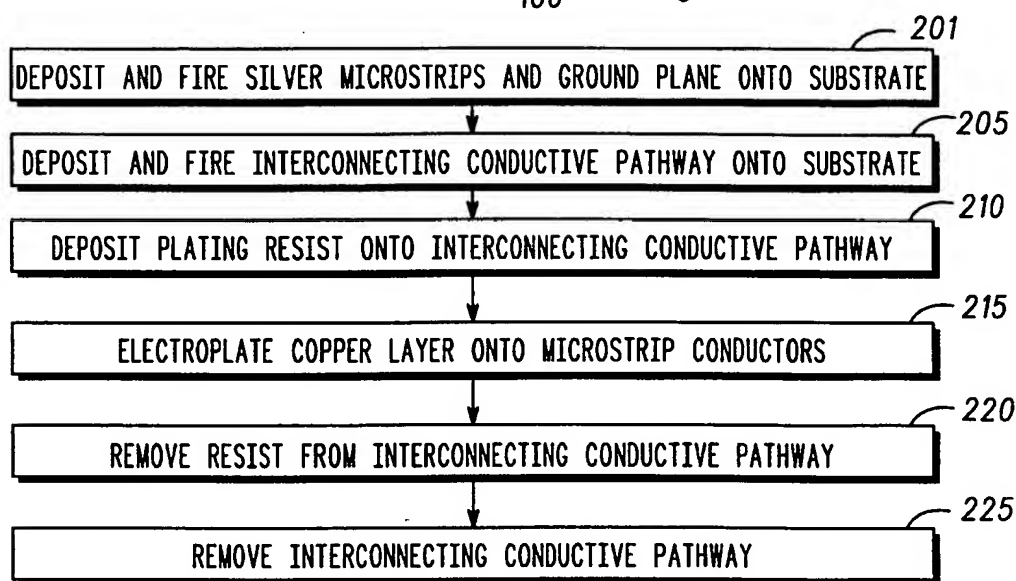 201
DEPOSIT AND FIRE SILVER MICROSTRIPS AND GROUND PLANE ONTO SUBSTRATE
205
DEPOSIT AND FIRE INTERCONNECTING CONDUCTIVE PATHWAY ONTO SUBSTRATE
210
DEPOSIT PLATING RESIST ONTO INTERCONNECTING CONDUCTIVE PATHWAY
215
ELECTROPLATE COPPER LAYER ONTO MICROSTRIP CONDUCTORS
220
REMOVE RESIST FROM INTERCONNECTING CONDUCTIVE PATHWAY
225
REMOVE INTERCONNECTING CONDUCTIVE PATHWAY